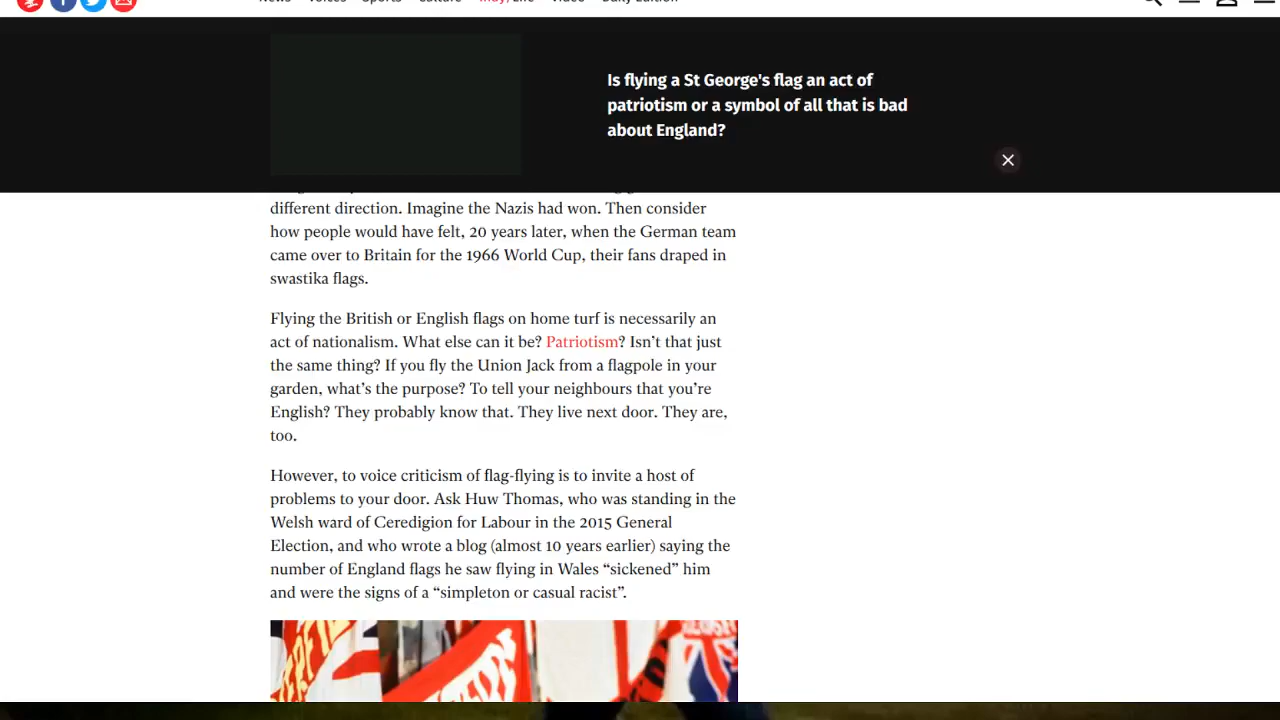 News Voices Sports Culture Indy/Life Video Daily Edition
Is flying a St George's flag an act of
patriotism or a symbol of all that is bad
about England?
different direction. Imagine the Nazis had won. Then consider
how people would have felt, 20 years later, when the German team
came over to Britain for the 1966 World Cup, their fans draped in
swastika flags.
Flying the British or English flags on home turf is necessarily an
act of nationalism. What else can it be? Patriotism? Isn’t that just
the same thing? If you fly the Union Jack from a flagpole in your
garden, what’s the purpose? To tell your neighbours that you’re
English? They probably know that. They live next door. They are,
too.
However, to voice criticism of flag-flying is to invite a host of
problems to your door. Ask Huw Thomas, who was standing in the
Welsh ward of Ceredigion for Labour in the 2015 General
Election, and who wrote a blog (almost 10 years earlier) saying the
number of England flags he saw flying in Wales “sickened” him
and were the signs of a “simpleton or casual racist”.